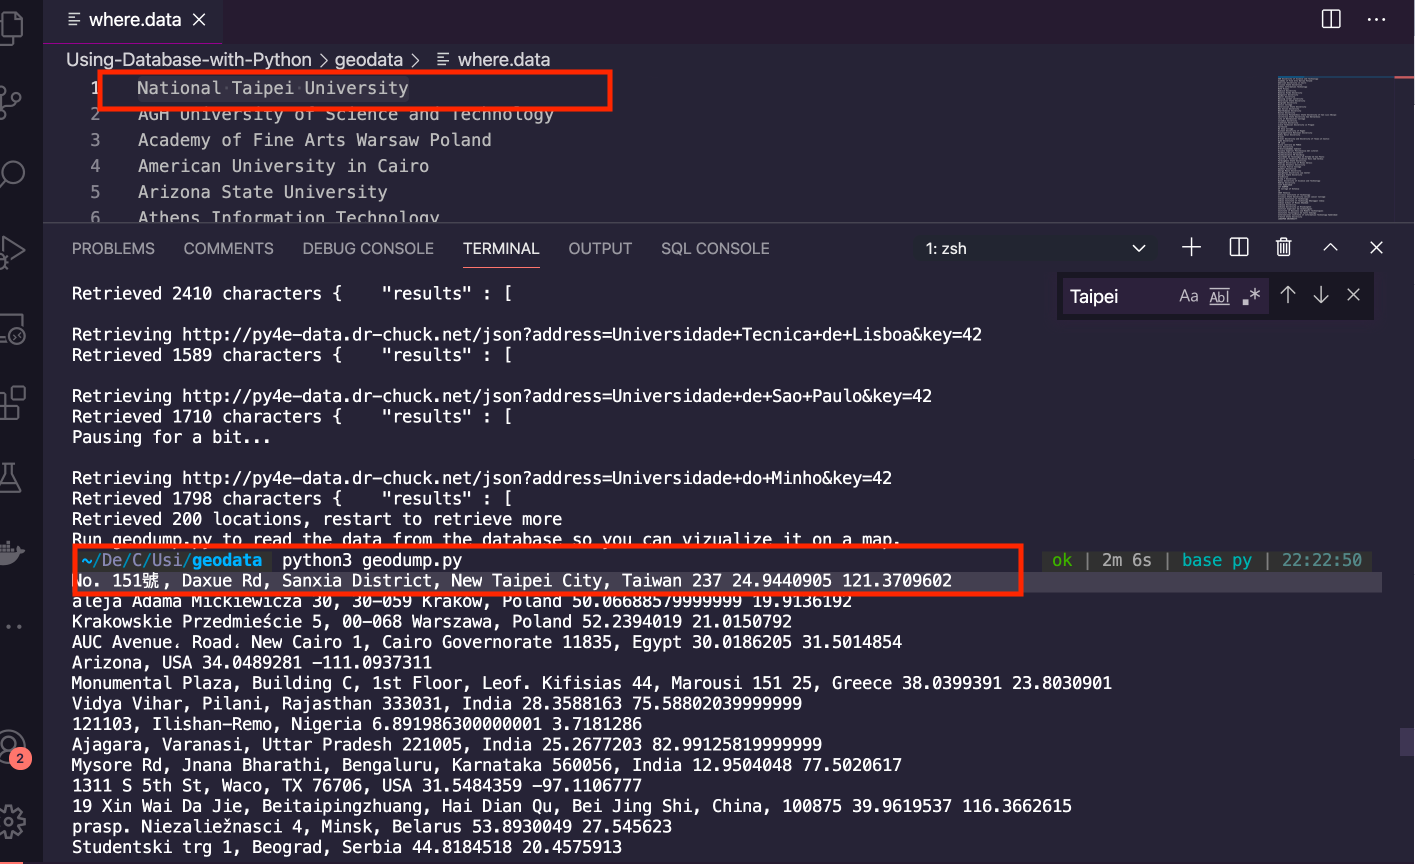 where.data
Using-Database-with-Python > geodata > where.data
1 National Taipei University
2 AGH University of Science and Technology
3 Academy of Fine Arts Warsaw Poland
4 American University in Cairo
5 Arizona State University
6 Athens Information Technology
PROBLEMS COMMENTS DEBUG CONSOLE TERMINAL OUTPUT SQL CONSOLE 1: zsh
Taipei Aa Abl .*
Retrieved 2410 characters {    "results" : [
Retrieving http://py4e-data.dr-chuck.net/json?address=Universidade+Tecnica+de+Lisboa&key=42
Retrieved 1589 characters {    "results" : [
Retrieving http://py4e-data.dr-chuck.net/json?address=Universidade+de+Sao+Paulo&key=42
Retrieved 1710 characters {    "results" : [
Pausing for a bit...
Retrieving http://py4e-data.dr-chuck.net/json?address=Universidade+do+Minho&key=42
Retrieved 1798 characters {    "results" : [
Retrieved 200 locations, restart to retrieve more
Run geodump.py to read the data from the database so you can vizualize it on a map.
~/De/C/Usi/geodata python3 geodump.py ok | 2m 6s | base py | 22:22:50
No. 151號, Daxue Rd, Sanxia District, New Taipei City, Taiwan 237 24.9440905 121.3709602
aleja Adama Mickiewicza 30, 30-059 Kraków, Poland 50.06688579999999 19.9136192
Krakowskie Przedmieście 5, 00-068 Warszawa, Poland 52.2394019 21.0150792
AUC Avenue، Road، New Cairo 1, Cairo Governorate 11835, Egypt 30.0186205 31.5014854
Arizona, USA 34.0489281 -111.0937311
Monumental Plaza, Building C, 1st Floor, Leof. Kifisias 44, Marousi 151 25, Greece 38.0399391 23.8030901
Vidya Vihar, Pilani, Rajasthan 333031, India 28.3588163 75.58802039999999
121103, Ilishan-Remo, Nigeria 6.891986300000001 3.7181286
Ajagara, Varanasi, Uttar Pradesh 221005, India 25.2677203 82.99125819999999
Mysore Rd, Jnana Bharathi, Bengaluru, Karnataka 560056, India 12.9504048 77.5020617
1311 S 5th St, Waco, TX 76706, USA 31.5484359 -97.1106777
19 Xin Wai Da Jie, Beitaipingzhuang, Hai Dian Qu, Bei Jing Shi, China, 100875 39.9619537 116.3662615
prasp. Niezaliežnasci 4, Minsk, Belarus 53.8930049 27.545623
Studentski trg 1, Beograd, Serbia 44.8184518 20.4575913
2